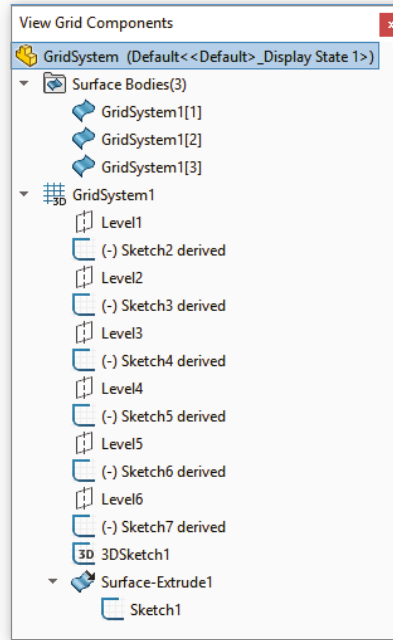 View Grid Components
x
GridSystem (Default<<Default>_Display State 1>)
Surface Bodies(3)
GridSystem1[1]
GridSystem1[2]
GridSystem1[3]
3D
GridSystem1
Level1
(-) Sketch2 derived
Level2
(-) Sketch3 derived
Level3
(-) Sketch4 derived
Level4
(-) Sketch5 derived
Level5
(-) Sketch6 derived
Level6
(-) Sketch7 derived
3D 3DSketch1
Surface-Extrude1
Sketch1